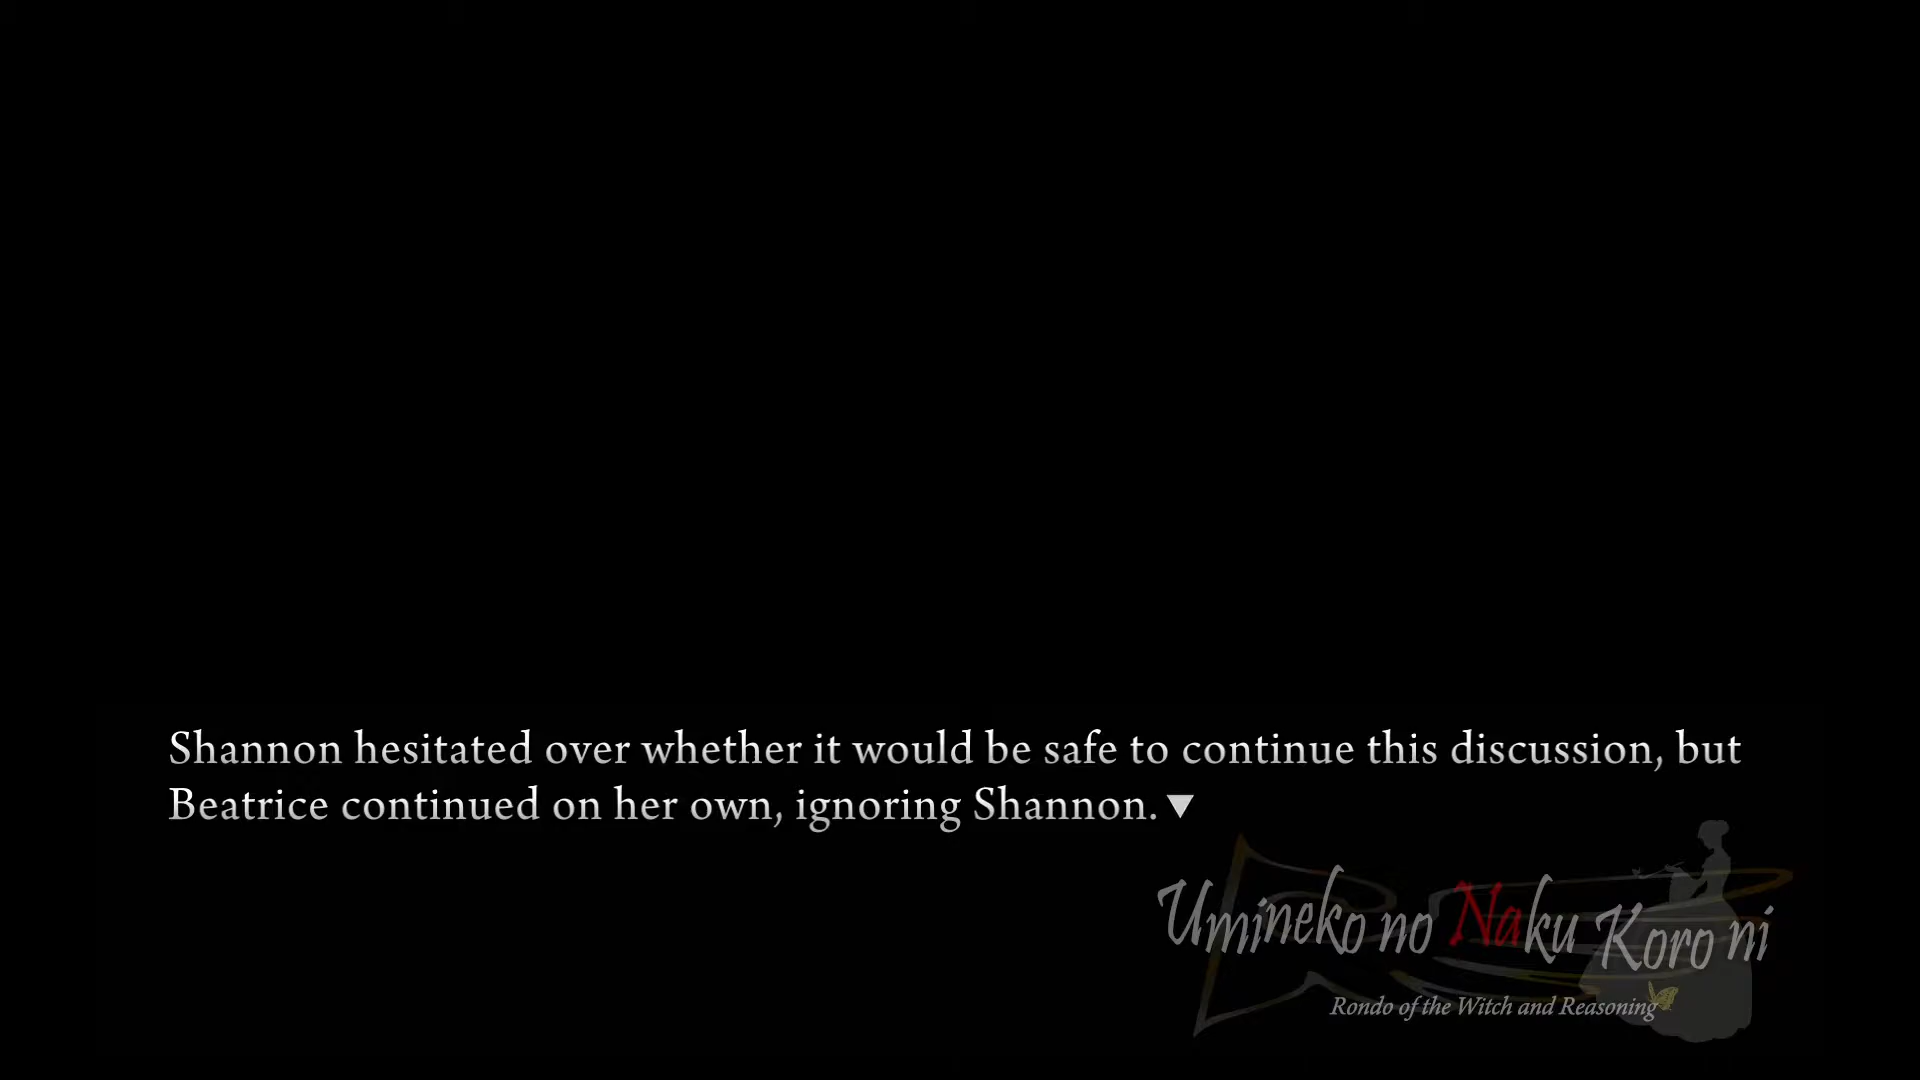 Shannon hesitated over whether it would be safe to continue this discussion, but
Beatrice continued on her own, ignoring Shannon.
Umineko no Naku Koro ni
Rondo of the Witch and Reasoning